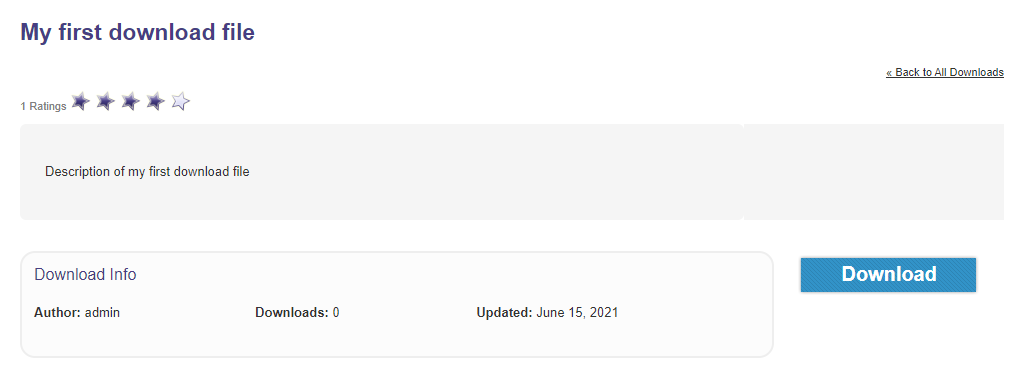 My first download file
« Back to All Downloads
1 Ratings
Description of my first download file
Download Info
Download
Author: admin Downloads: 0 Updated: June 15, 2021